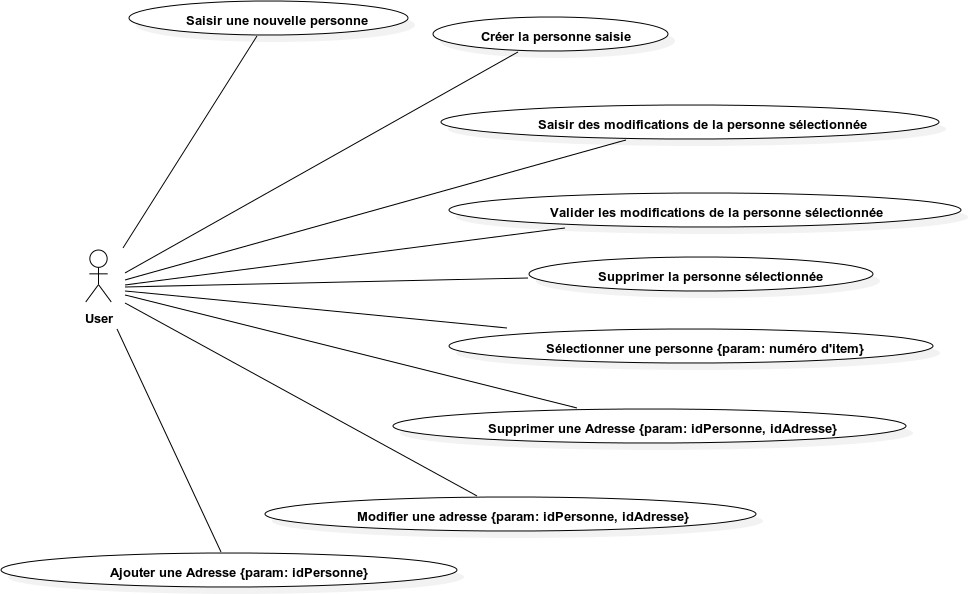 Saisir une nouvelle personne
Créer la personne saisie
Saisir des modifications de la personne sélectionnée
Valider les modifications de la personne sélectionnée
Supprimer la personne sélectionnée
User
Sélectionner une personne {param: numéro d'item}
Supprimer une Adresse {param: idPersonne, idAdresse}
Modifier une adresse {param: idPersonne, idAdresse}
Ajouter une Adresse {param: idPersonne}